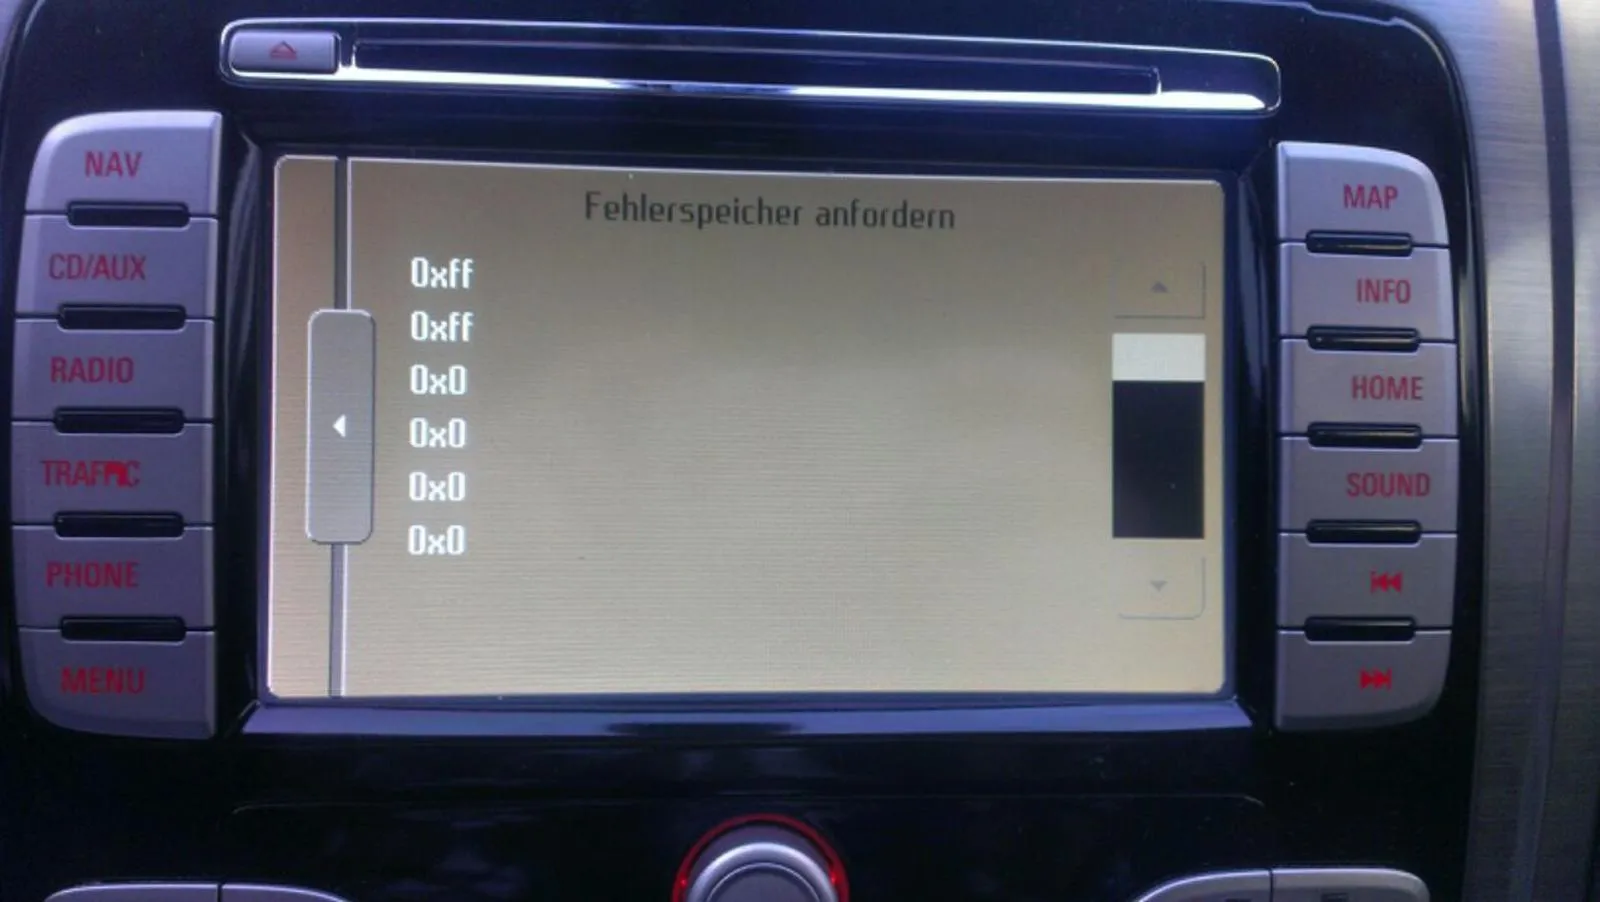 NAV
CD/AUX
RADIO
TRAFFIC
PHONE
MENU
Fehlerspeicher anfordern
0xff
0xff
0x0
0x0
0x0
0x0
MAP
INFO
HOME
SOUND